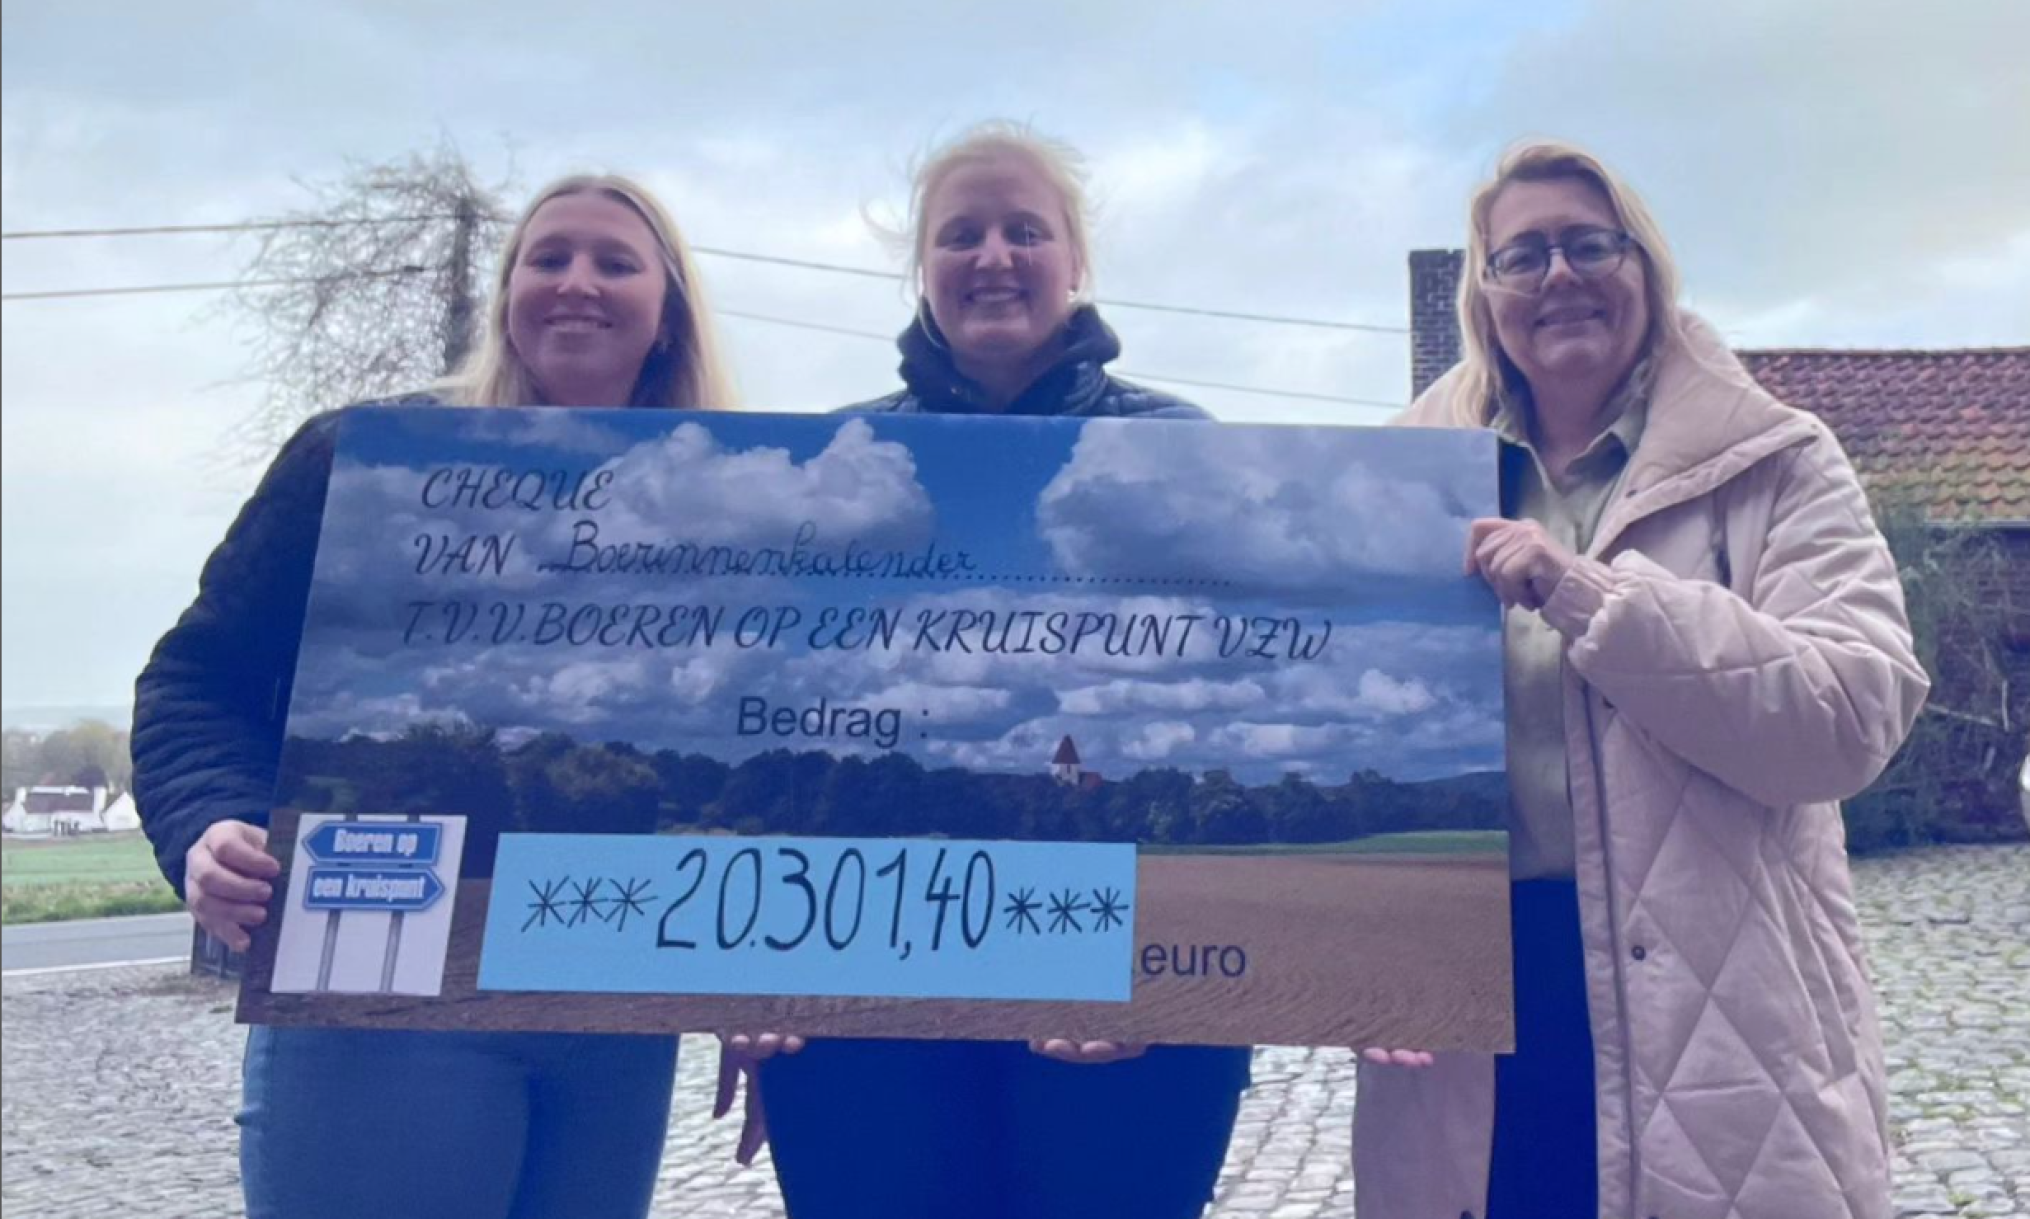 CHEQUE
VAN ..Boerinnenkalender..............................
T.V.V.BOEREN OP EEN KRUISPUNT VZW
Bedrag :
Boeren op
een kruispunt
***20.301,40***
euro